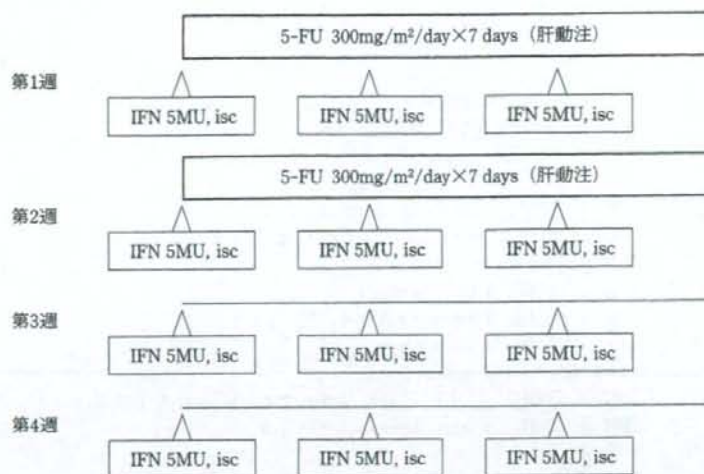 5-FU 300mg/m²/day×7 days (肝動注)
第1週
IFN 5MU, isc IFN 5MU, isc IFN 5MU, isc
5-FU 300mg/m²/day×7 days (肝動注)
第2週
IFN 5MU, isc IFN 5MU, isc IFN 5MU, isc
第3週
IFN 5MU, isc IFN 5MU, isc IFN 5MU, isc
第4週
IFN 5MU, isc IFN 5MU, isc IFN 5MU, isc